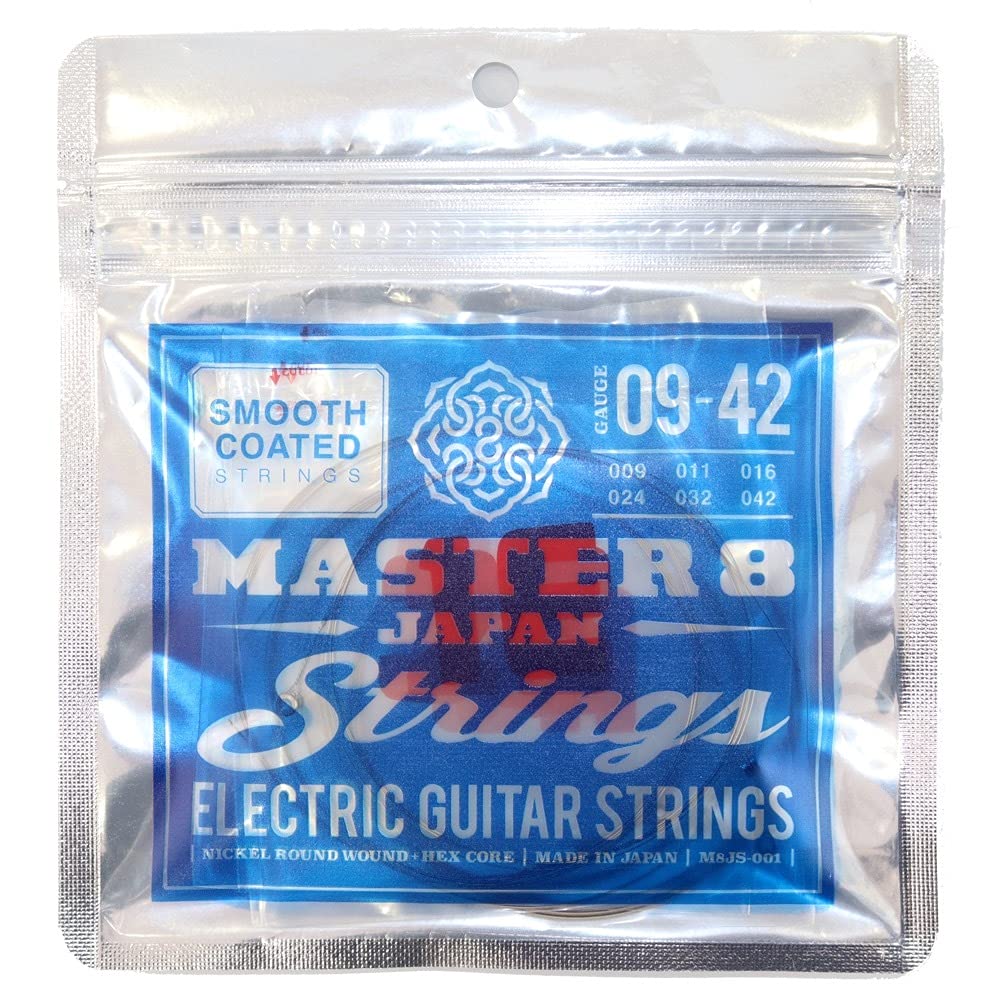 SMOOTH
COATED
STRINGS
GAUGE
09-42
009 011 016
024 032 042
MASTER 8
JAPAN
Strings
ELECTRIC GUITAR STRINGS
| NICKEL ROUND WOUND + HEX CORE | MADE IN JAPAN | M8JS-001 |